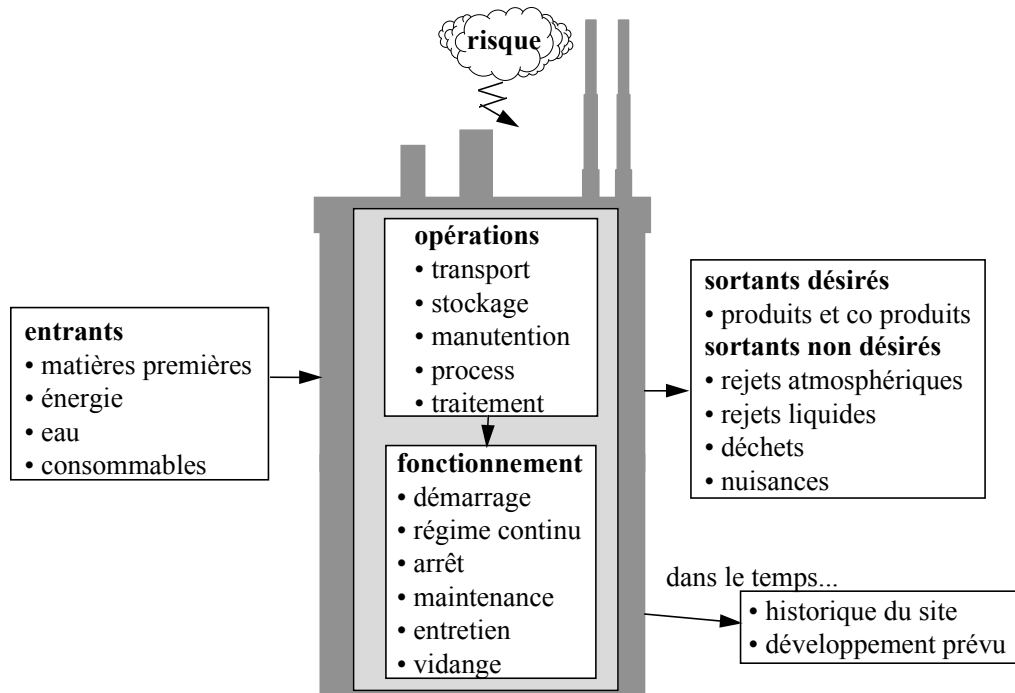 risque
entrants
• matières premières
• énergie
• eau
• consommables
opérations
• transport
• stockage
• manutention
• process
• traitement
fonctionnement
• démarrage
• régime continu
• arrêt
• maintenance
• entretien
• vidange
sortants désirés
• produits et co produits
sortants non désirés
• rejets atmosphériques
• rejets liquides
• déchets
• nuisances
dans le temps...
• historique du site
• développement prévu